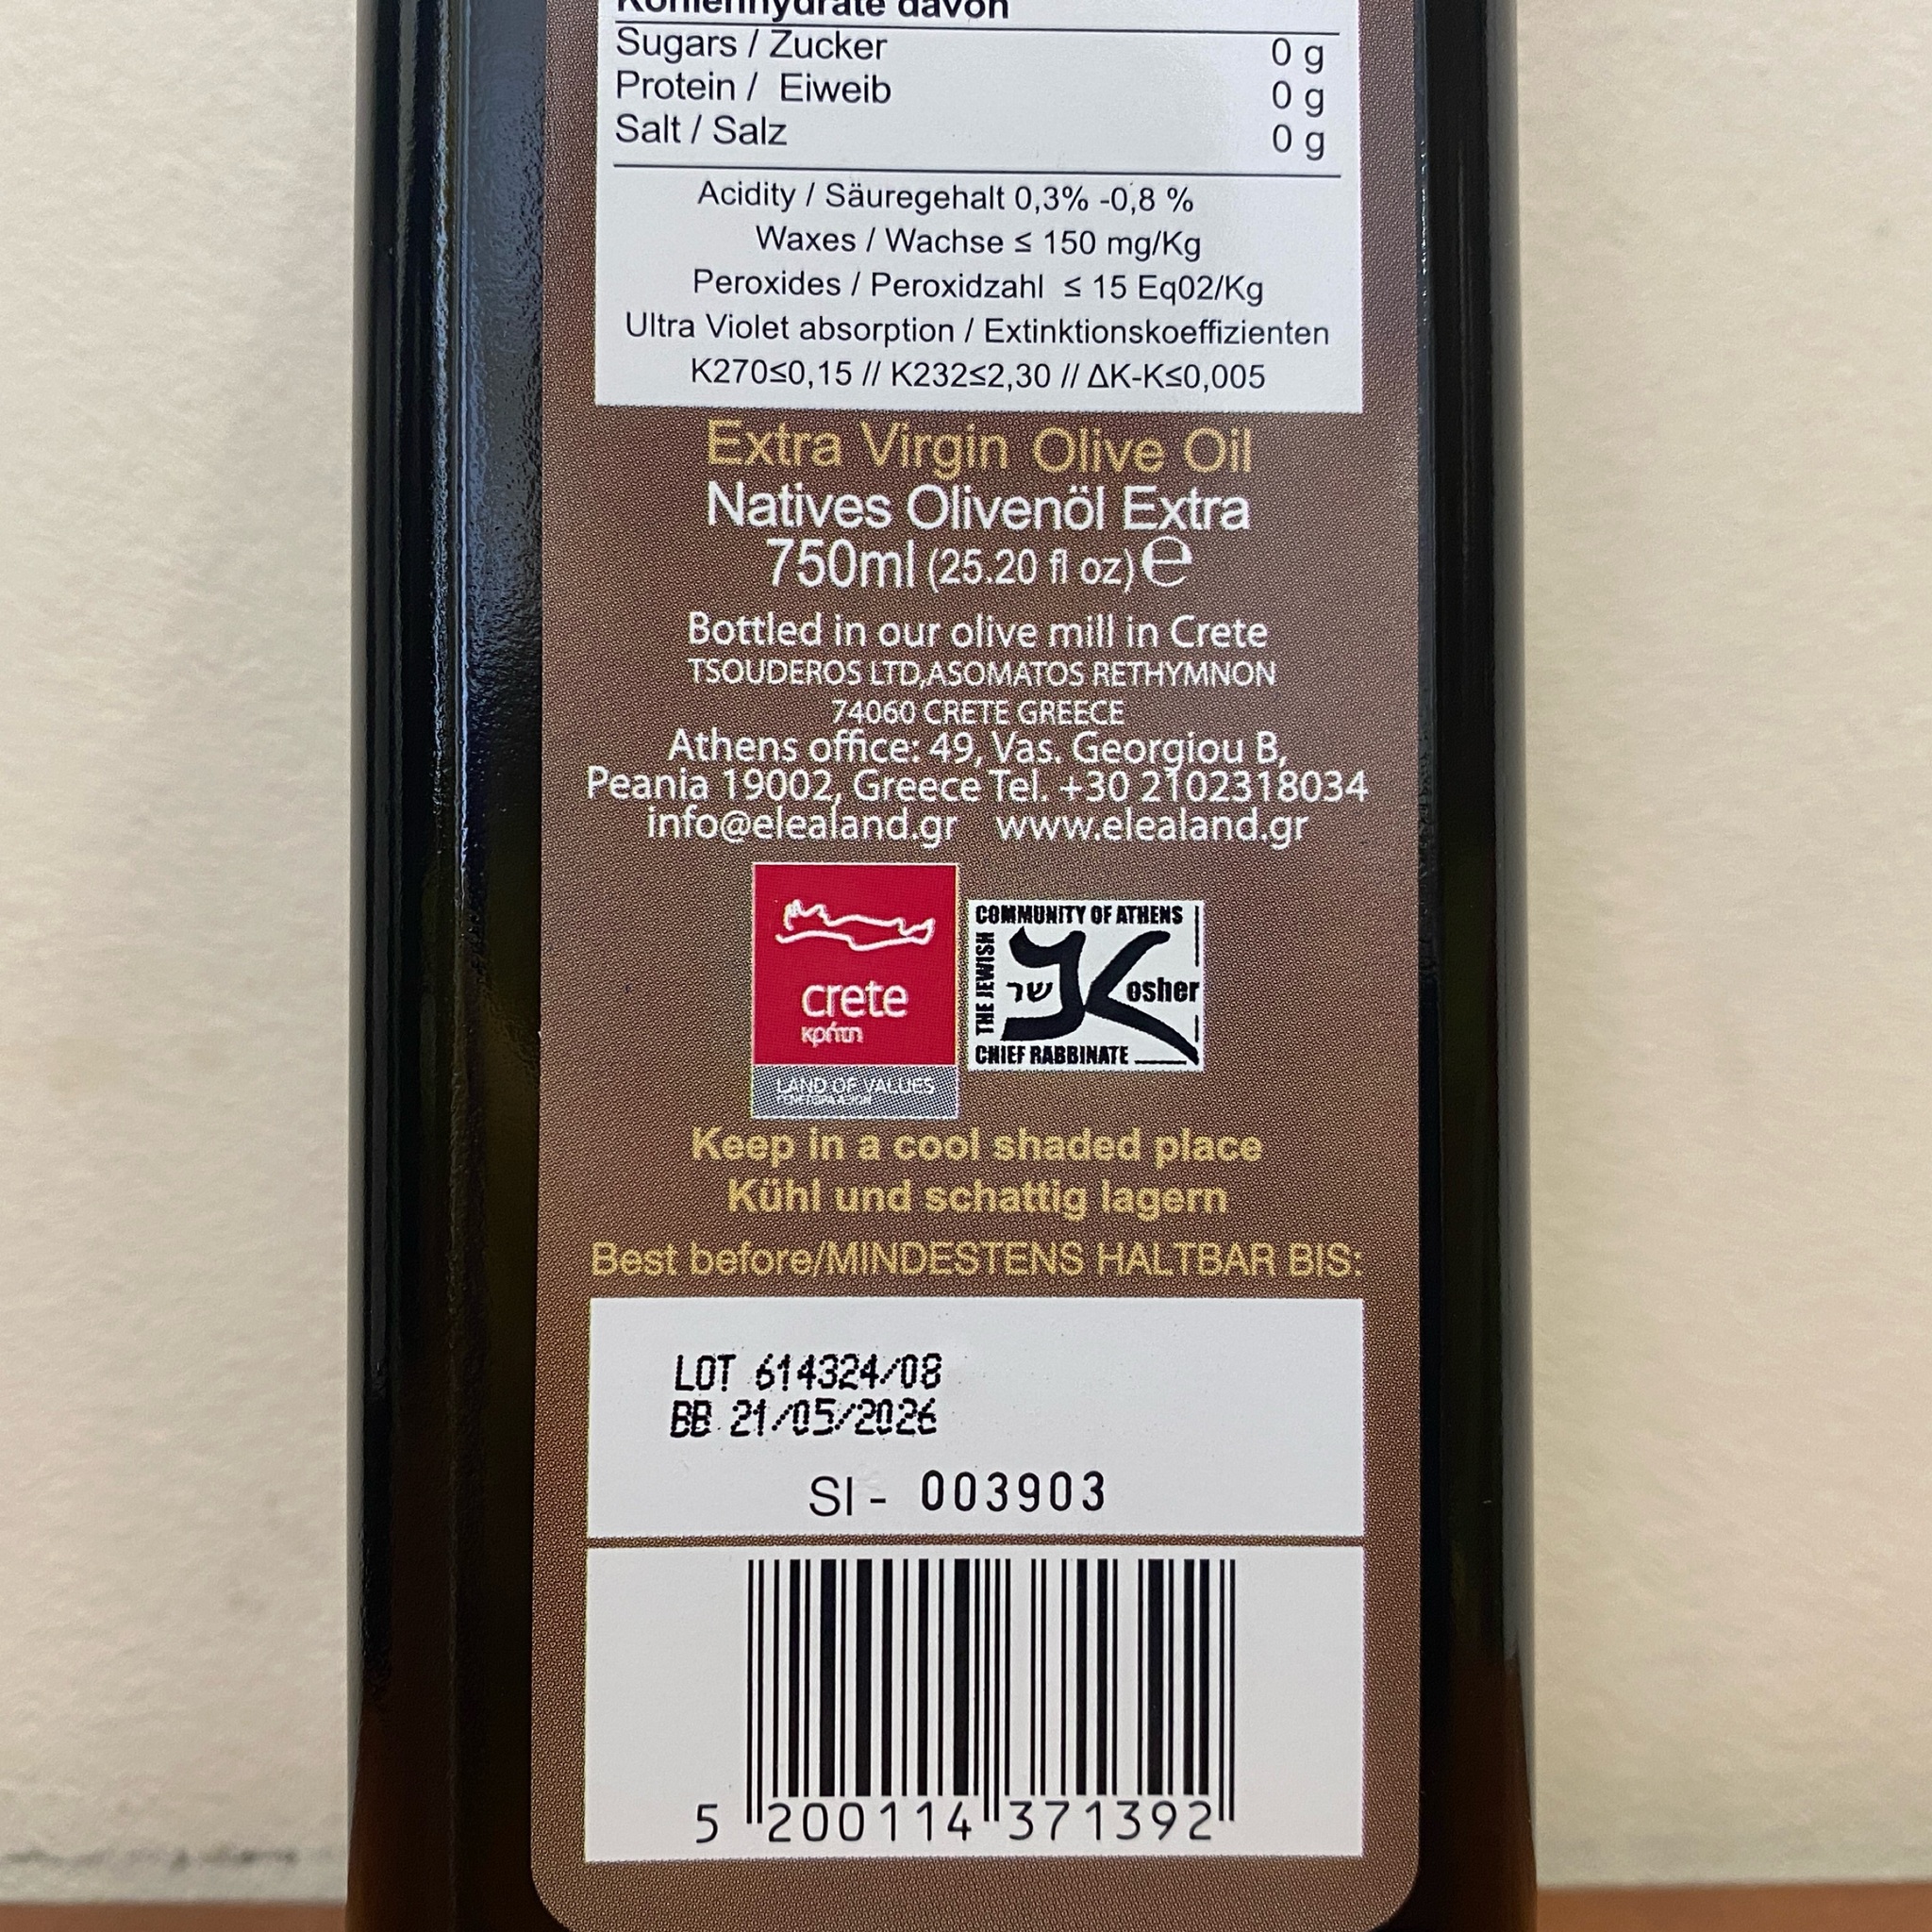 Kohlenhydrate davon
Sugars / Zucker 0 g
Protein / Eiweib 0 g
Salt / Salz 0 g
Acidity / Säuregehalt 0,3% -0,8 %
Waxes / Wachse ≤ 150 mg/Kg
Peroxides / Peroxidzahl ≤ 15 Eq02/Kg
Ultra Violet absorption / Extinktionskoeffizienten
K270≤0,15 // K232≤2,30 // ΔK-K≤0,005
Extra Virgin Olive Oil
Natives Olivenöl Extra
750ml (25.20 fl oz) e
Bottled in our olive mill in Crete
TSOUDEROS LTD,ASOMATOS RETHYMNON
74060 CRETE GREECE
Athens office: 49, Vas. Georgiou B,
Peania 19002, Greece Tel. +30 2102318034
info@elealand.gr www.elealand.gr
crete
κρήτη
LAND OF VALUES
COMMUNITY OF ATHENS
THE JEWISH
כשר Kosher
CHIEF RABBINATE
Keep in a cool shaded place
Kühl und schattig lagern
Best before/MINDESTENS HALTBAR BIS:
LOT 614324/08
BB 21/05/2026
SI - 003903
5 200114 371392